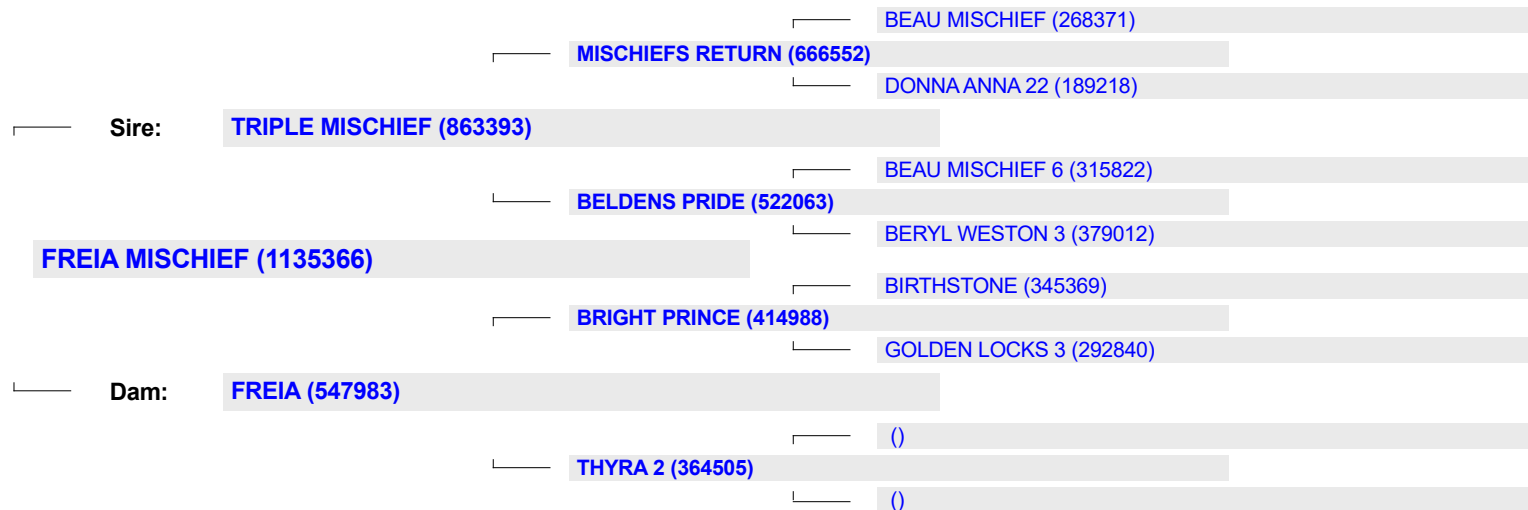 BEAU MISCHIEF (268371)
MISCHIEFS RETURN (666552)
DONNA ANNA 22 (189218)
Sire: TRIPLE MISCHIEF (863393)
BEAU MISCHIEF 6 (315822)
BELDENS PRIDE (522063)
BERYL WESTON 3 (379012)
FREIA MISCHIEF (1135366)
BIRTHSTONE (345369)
BRIGHT PRINCE (414988)
GOLDEN LOCKS 3 (292840)
Dam: FREIA (547983)
()
THYRA 2 (364505)
()